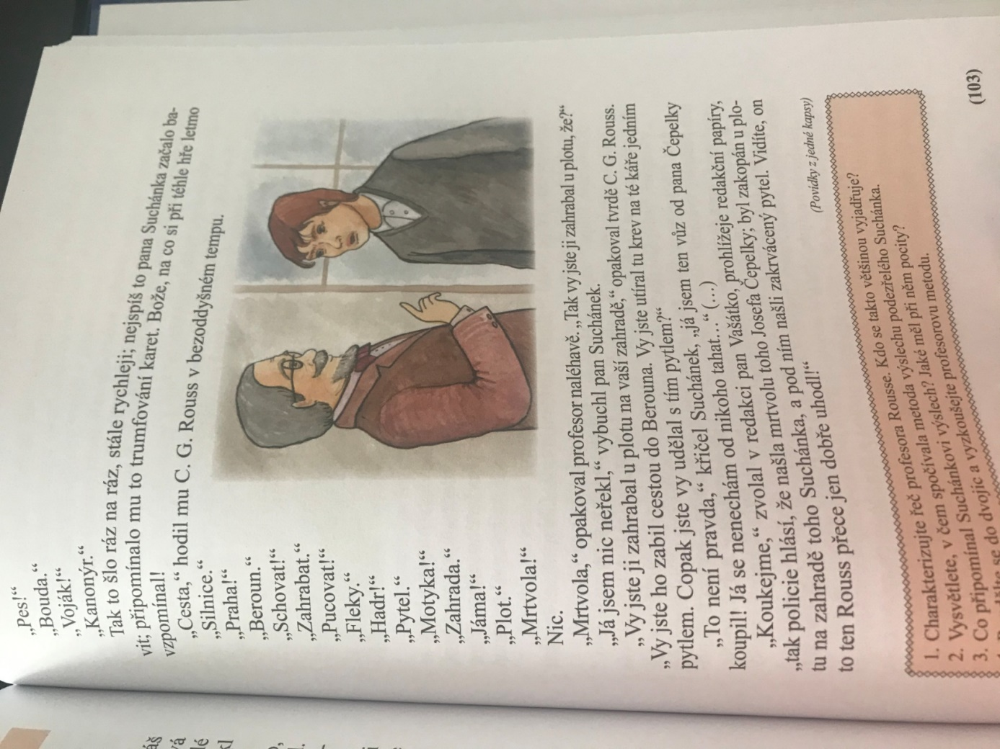 „Pes!“
„Bouda.“
„Voják!“
„Kanonýr.“
Tak to šlo ráz na ráz, stále rychleji; nejspíš to pana Suchánka začalo ba-
vit; připomínalo mu to trumfování karet. Bože, na co si při téhle hře letmo
vzpomínal!
„Cesta,“ hodil mu C. G. Rouss v bezoddyšném tempu.
„Silnice.“
„Praha!“
„Beroun.“
„Schovat!“
„Zahrabat.“
„Pucovat!“
„Fleky.“
„Hadr!“
„Pytel.“
„Motyka!“
„Zahrada.“
„Jáma!“
„Plot.“
„Mrtvola!“
Nic.
„Mrtvola,“ opakoval profesor naléhavě. „Tak vy jste ji zahrabal u plotu, že?“
„Já jsem nic neřekl,“ vybuchl pan Suchánek.
„Vy jste ji zahrabal u plotu na vaší zahradě,“ opakoval tvrdě C. G. Rouss.
„Vy jste ho zabil cestou do Berouna. Vy jste utíral tu krev na té káře jedním
pytlem. Copak jste vy udělal s tím pytlem?“
„To není pravda,“ křičel Suchánek, „já jsem ten vůz od pana Čepelky
koupil! Já se nenechám od nikoho tahat…“ (…)
„Koukejme,“ zvolal v redakci pan Vašátko, prohlížeje redakční papíry,
„tak policie hlásí, že našla mrtvolu toho Josefa Čepelky; byl zakopán u plo-
tu na zahradě toho Suchánka, a pod ním našli zakrvácený pytel. Vidíte, on
to ten Rouss přece jen dobře uhodl!“
(Povídky z jedné kapsy)
1. Charakterizujte řeč profesora Rousse. Kdo se takto většinou vyjadřuje?
2. Vysvětlete, v čem spočívala metoda výslechu podezřelého Suchánka.
3. Co připomínal Suchánkovi výslech? Jaké měl při něm pocity?
se do dvojic a vyzkoušejte profesorovu metodu.
(103)